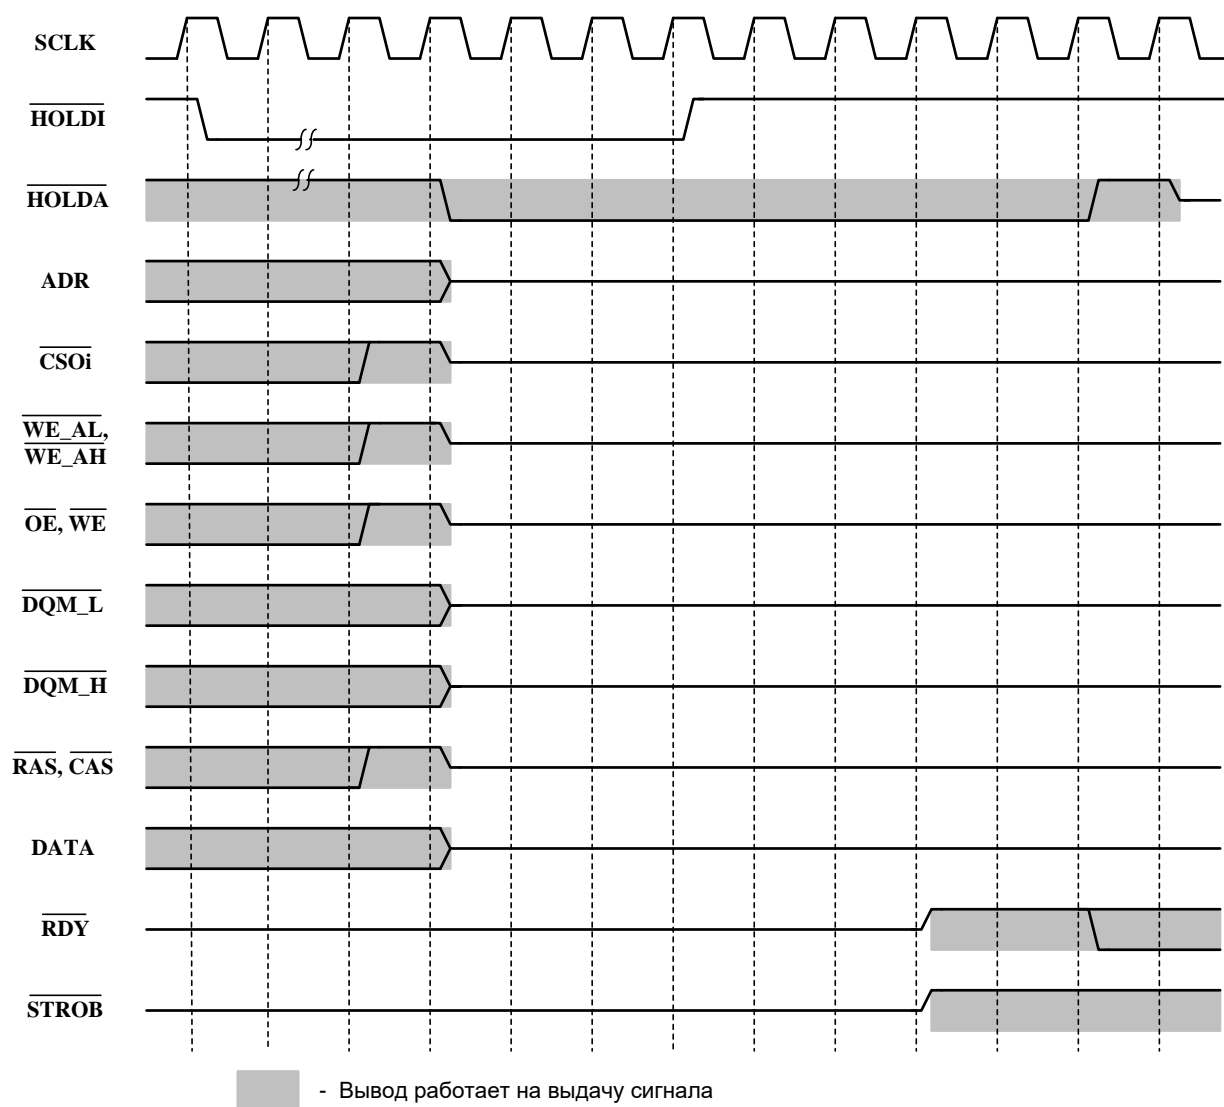 SCLK
HOLDI
HOLDA
ADR
CSOi
WE_AL,
WE_AH
OE, WE
DQM_L
DQM_H
RAS, CAS
DATA
RDY
STROB
- Вывод работает на выдачу сигнала